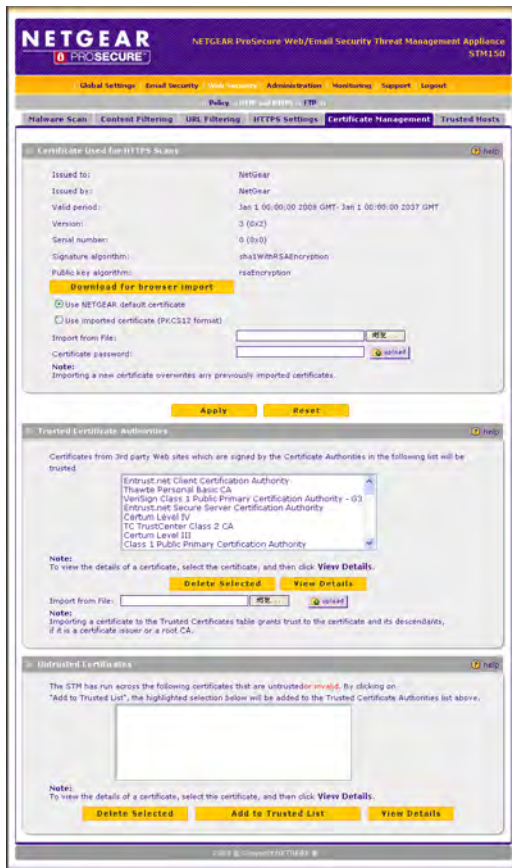 NETGEAR
PROSECURE
NETGEAR ProSecure Web/Email Security Threat Management Appliance
STM150
Global Settings Email Security Web Security Administration Monitoring Support Logout
Policy HTTP and HTTPS FTP
Malware Scan Content Filtering URL Filtering HTTPS Settings Certificate Management Trusted Hosts
Certificate Used for HTTPS Scans help
Issued to: NetGear
Issued by: NetGear
Valid period: Jan 1 00:00:00 2009 GMT- Jan 1 00:00:00 2037 GMT
Version: 3 (0x2)
Serial number: 0 (0x0)
Signature algorithm: sha1WithRSAEncryption
Public key algorithm: rsaEncryption
Download for browser import
Use NETGEAR default certificate
Use imported certificate (PKCS12 format)
Import from File: 浏览...
Certificate password: upload
Note:
Importing a new certificate overwrites any previously imported certificates.
Apply Reset
Trusted Certificate Authorities help
Certificates from 3rd party Web sites which are signed by the Certificate Authorities in the following list will be
trusted
Entrust.net Client Certification Authority
Thawte Personal Basic CA
VeriSign Class 1 Public Primary Certification Authority - G3
Entrust.net Secure Server Certification Authority
Certum Level IV
TC TrustCenter Class 2 CA
Certum Level III
Class 1 Public Primary Certification Authority
Note:
To view the details of a certificate, select the certificate, and then click View Details.
Delete Selected View Details
Import from File: 浏览... upload
Note:
Importing a certificate to the Trusted Certificates table grants trust to the certificate and its descendants,
if it is a certificate issuer or a root CA.
Untrusted Certificates help
The STM has run across the following certificates that are untrustedor invalid. By clicking on
"Add to Trusted List", the highlighted selection below will be added to the Trusted Certificate Authorities list above.
Note:
To view the details of a certificate, select the certificate, and then click View Details.
Delete Selected Add to Trusted List View Details
Copyright NETGEAR ®